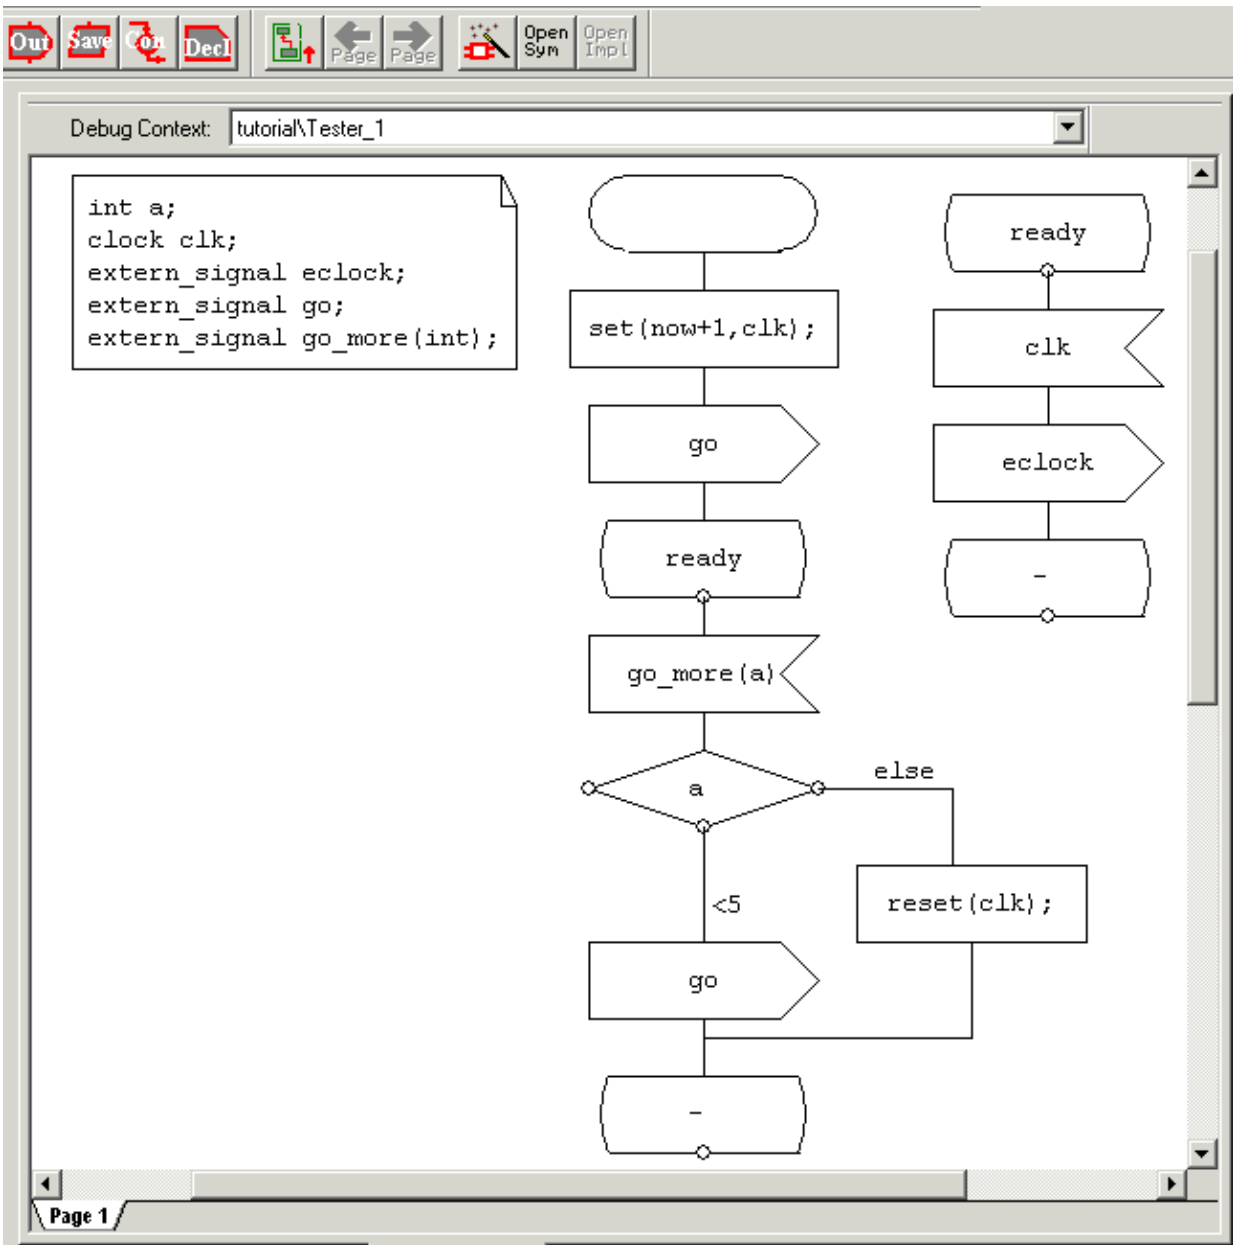 Out Save Con Decl Page Page Open Sym Open Impl
Debug Context: tutorial\Tester_1
int a;
clock clk;
extern_signal eclock;
extern_signal go;
extern_signal go_more(int);
set(now+1,clk);
go
ready
go_more(a)
a
else
<5
reset(clk);
go
-
ready
clk
eclock
-
Page 1